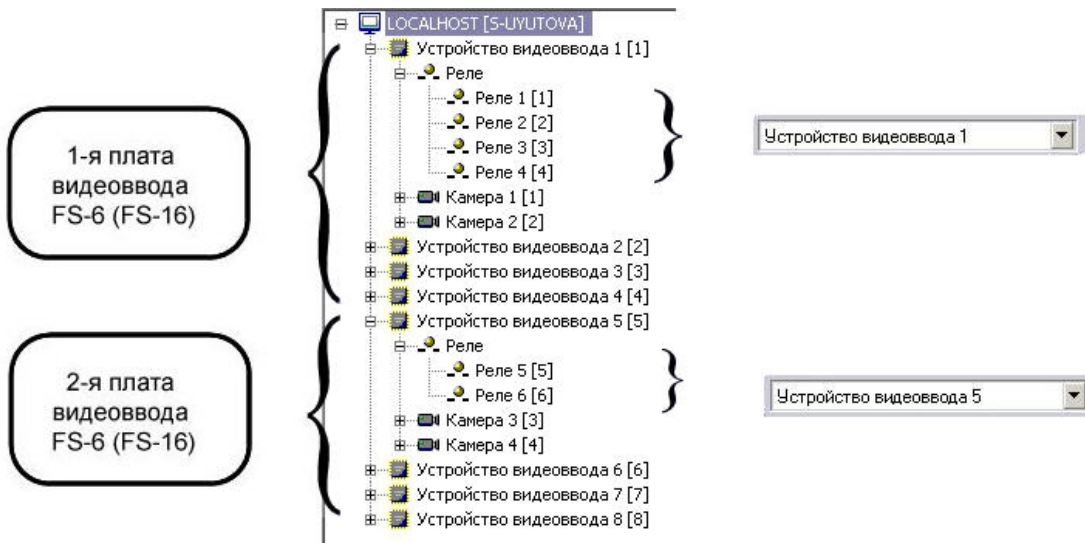 LOCALHOST [S-UYUTOVA]
Устройство видеоввода 1 [1]
Реле
Реле 1 [1]
Реле 2 [2]
Реле 3 [3]
Реле 4 [4]
Камера 1 [1]
Камера 2 [2]
Устройство видеоввода 2 [2]
Устройство видеоввода 3 [3]
Устройство видеоввода 4 [4]
Устройство видеоввода 5 [5]
Реле
Реле 5 [5]
Реле 6 [6]
Камера 3 [3]
Камера 4 [4]
Устройство видеоввода 6 [6]
Устройство видеоввода 7 [7]
Устройство видеоввода 8 [8]
1-я плата
видеоввода
FS-6 (FS-16)
2-я плата
видеоввода
FS-6 (FS-16)
Устройство видеоввода 1
Устройство видеоввода 5